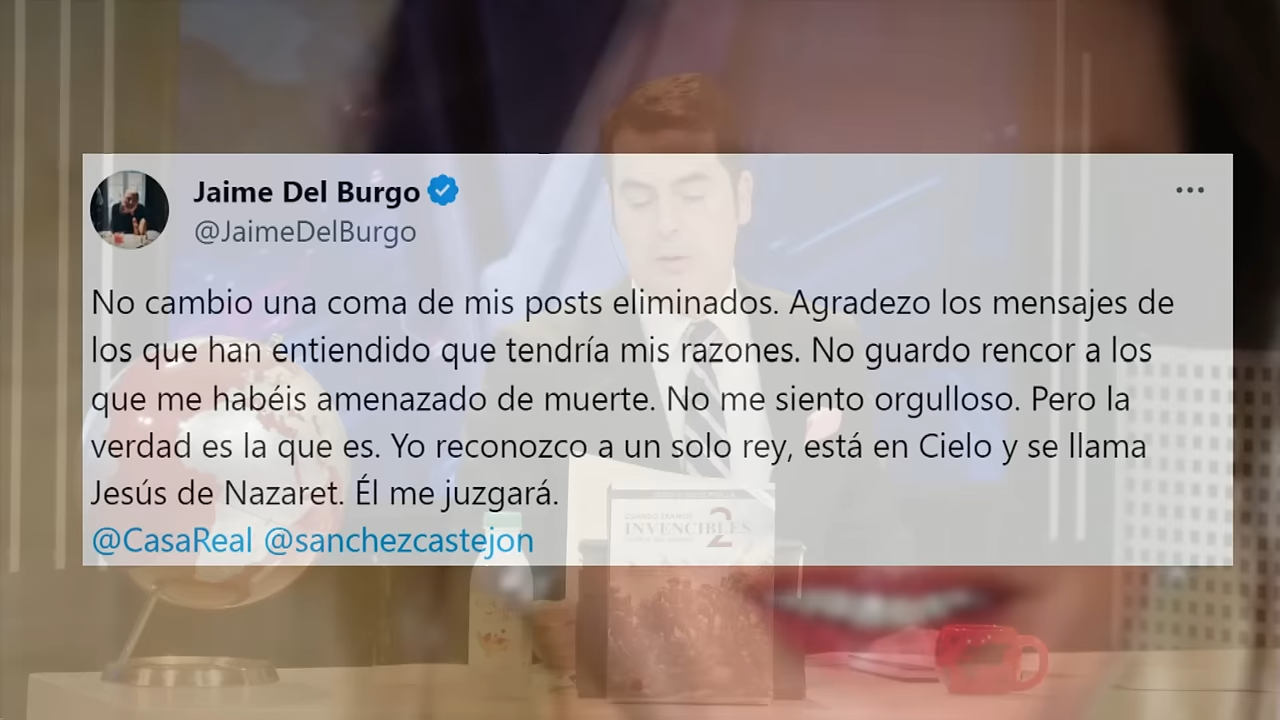 Jaime Del Burgo
@JaimeDelBurgo
No cambio una coma de mis posts eliminados. Agradezo los mensajes de
los que han entiendido que tendría mis razones. No guardo rencor a los
que me habéis amenazado de muerte. No me siento orgulloso. Pero la
verdad es la que es. Yo reconozco a un solo rey, está en Cielo y se llama
Jesús de Nazaret. Él me juzgará.
@CasaReal @sanchezcastejon
CUANDO ÉRAMOS
INVENCIBLES
2